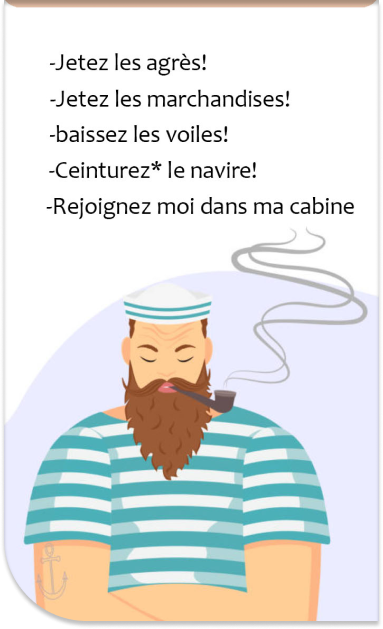 -Jetez les agrès!
-Jetez les marchandises!
-baissez les voiles!
-Ceinturez* le navire!
-Rejoignez moi dans ma cabine